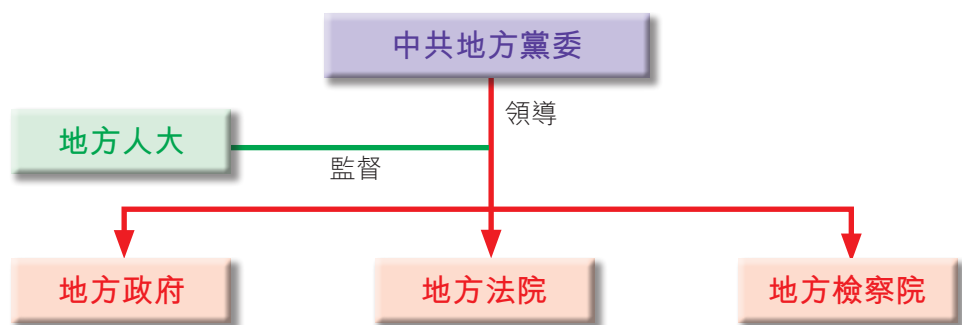 中共地方黨委
領導
地方人大
監督
地方政府
地方法院
地方檢察院